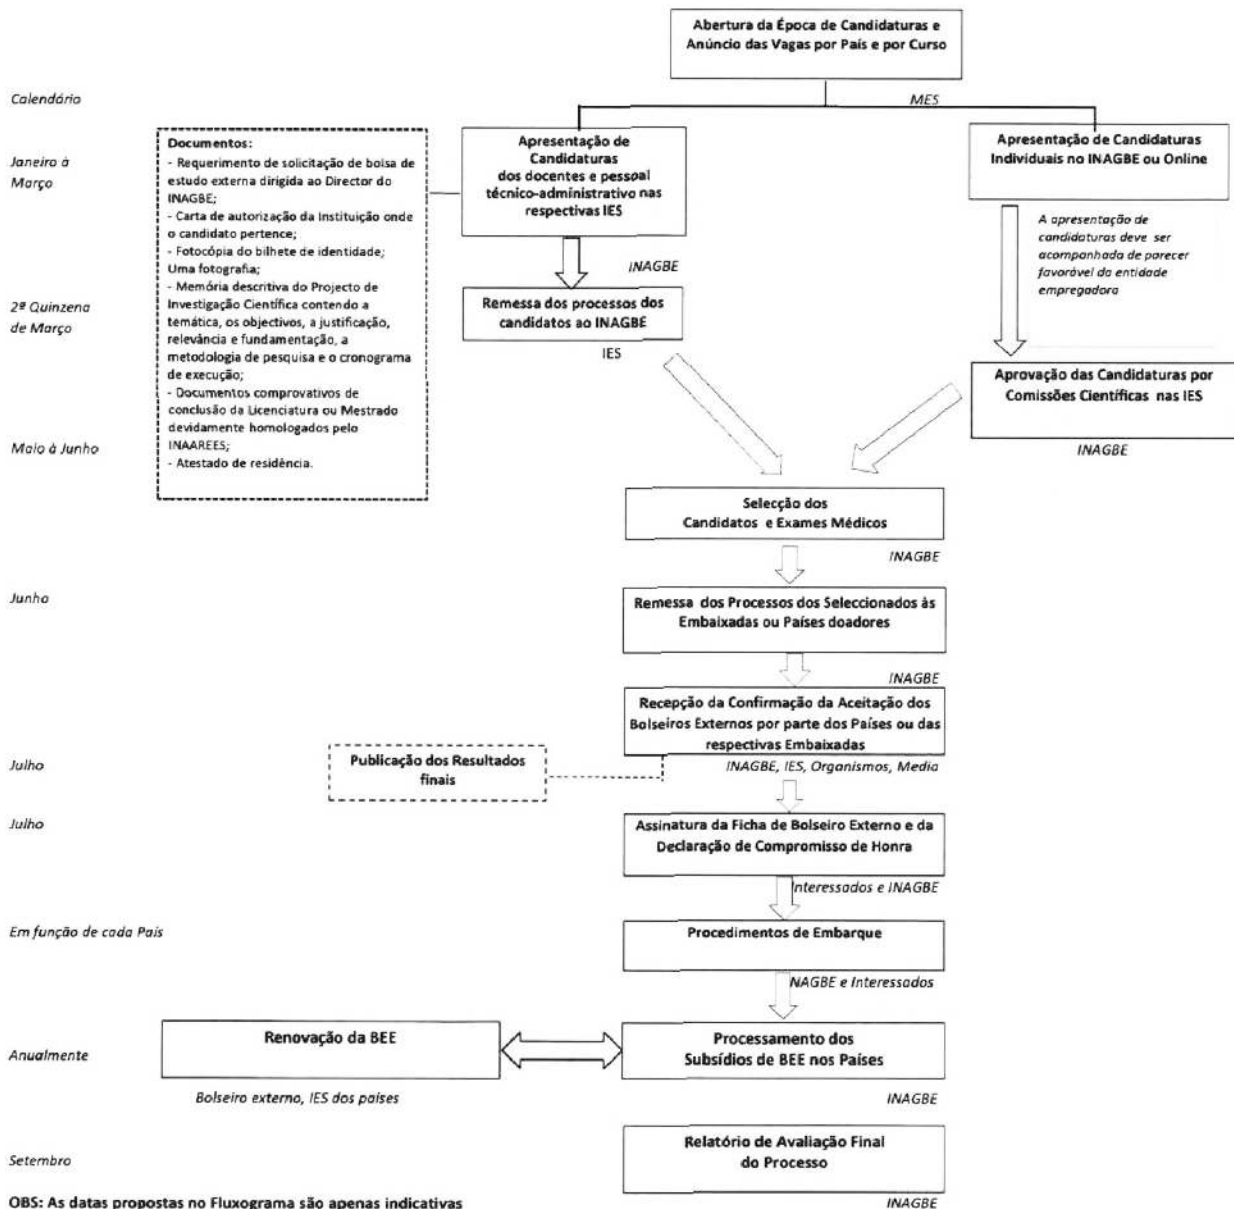 Abertura da Época de Candidaturas e
Anúncio das Vagas por País e por Curso
Calendário
MES
Janeiro à
Março
Documentos:
- Requerimento de solicitação de bolsa de
estudo externa dirigida ao Director do
INAGBE;
- Carta de autorização da Instituição onde
o candidato pertence;
- Fotocópia do bilhete de identidade;
Uma fotografia;
- Memória descritiva do Projecto de
Investigação Científica contendo a
temática, os objectivos, a justificação,
relevância e fundamentação, a
metodologia de pesquisa e o cronograma
de execução;
- Documentos comprovativos de
conclusão da Licenciatura ou Mestrado
devidamente homologados pelo
INAAREES;
- Atestado de residência.
Apresentação de
Candidaturas
dos docentes e pessoal
técnico-administrativo nas
respectivas IES
INAGBE
Apresentação de Candidaturas
Individuais no INAGBE ou Online
A apresentação de
candidaturas deve ser
acompanhada de parecer
favorável da entidade
empregadora
2ª Quinzena
de Março
Remessa dos processos dos
candidatos ao INAGBE
IES
Aprovação das Candidaturas por
Comissões Científicas nas IES
INAGBE
Maio à Junho
Selecção dos
Candidatos e Exames Médicos
INAGBE
Junho
Remessa dos Processos dos Seleccionados às
Embaixadas ou Países doadores
INAGBE
Recepção da Confirmação da Aceitação dos
Bolseiros Externos por parte dos Países ou das
respectivas Embaixadas
Julho
Publicação dos Resultados
finais
INAGBE, IES, Organismos, Media
Julho
Assinatura da Ficha de Bolseiro Externo e da
Declaração de Compromisso de Honra
Interessados e INAGBE
Em função de cada País
Procedimentos de Embarque
NAGBE e Interessados
Anualmente
Renovação da BEE
Processamento dos
Subsídios de BEE nos Países
Bolseiro externo, IES dos países
INAGBE
Setembro
Relatório de Avaliação Final
do Processo
OBS: As datas propostas no Fluxograma são apenas indicativas
INAGBE